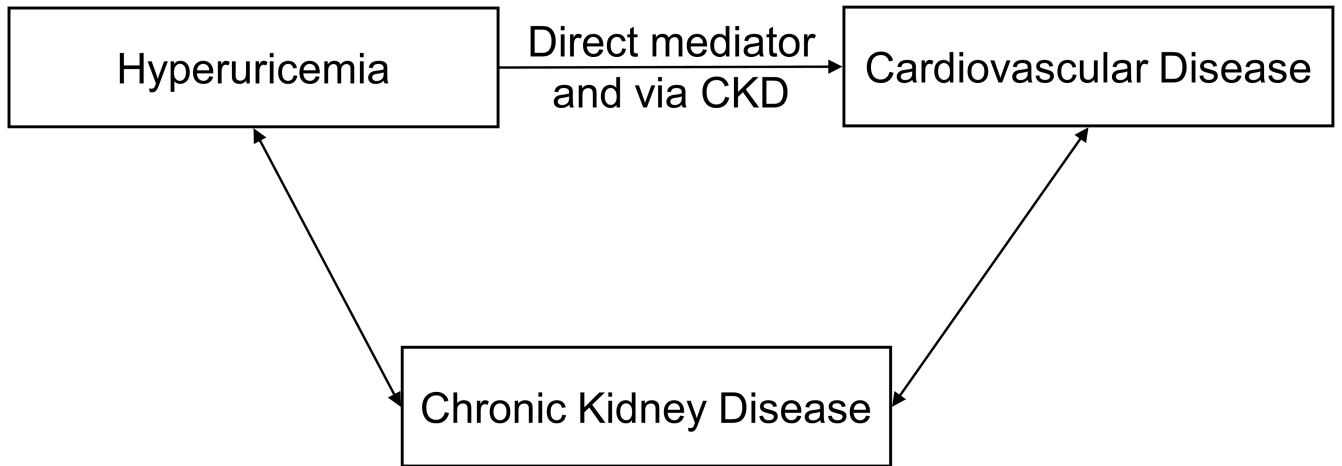 Hyperuricemia
Direct mediator
and via CKD
Cardiovascular Disease
Chronic Kidney Disease